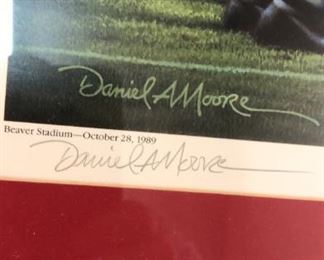 Daniel A Moore
Beaver Stadium—October 28, 1989
Daniel A Moore